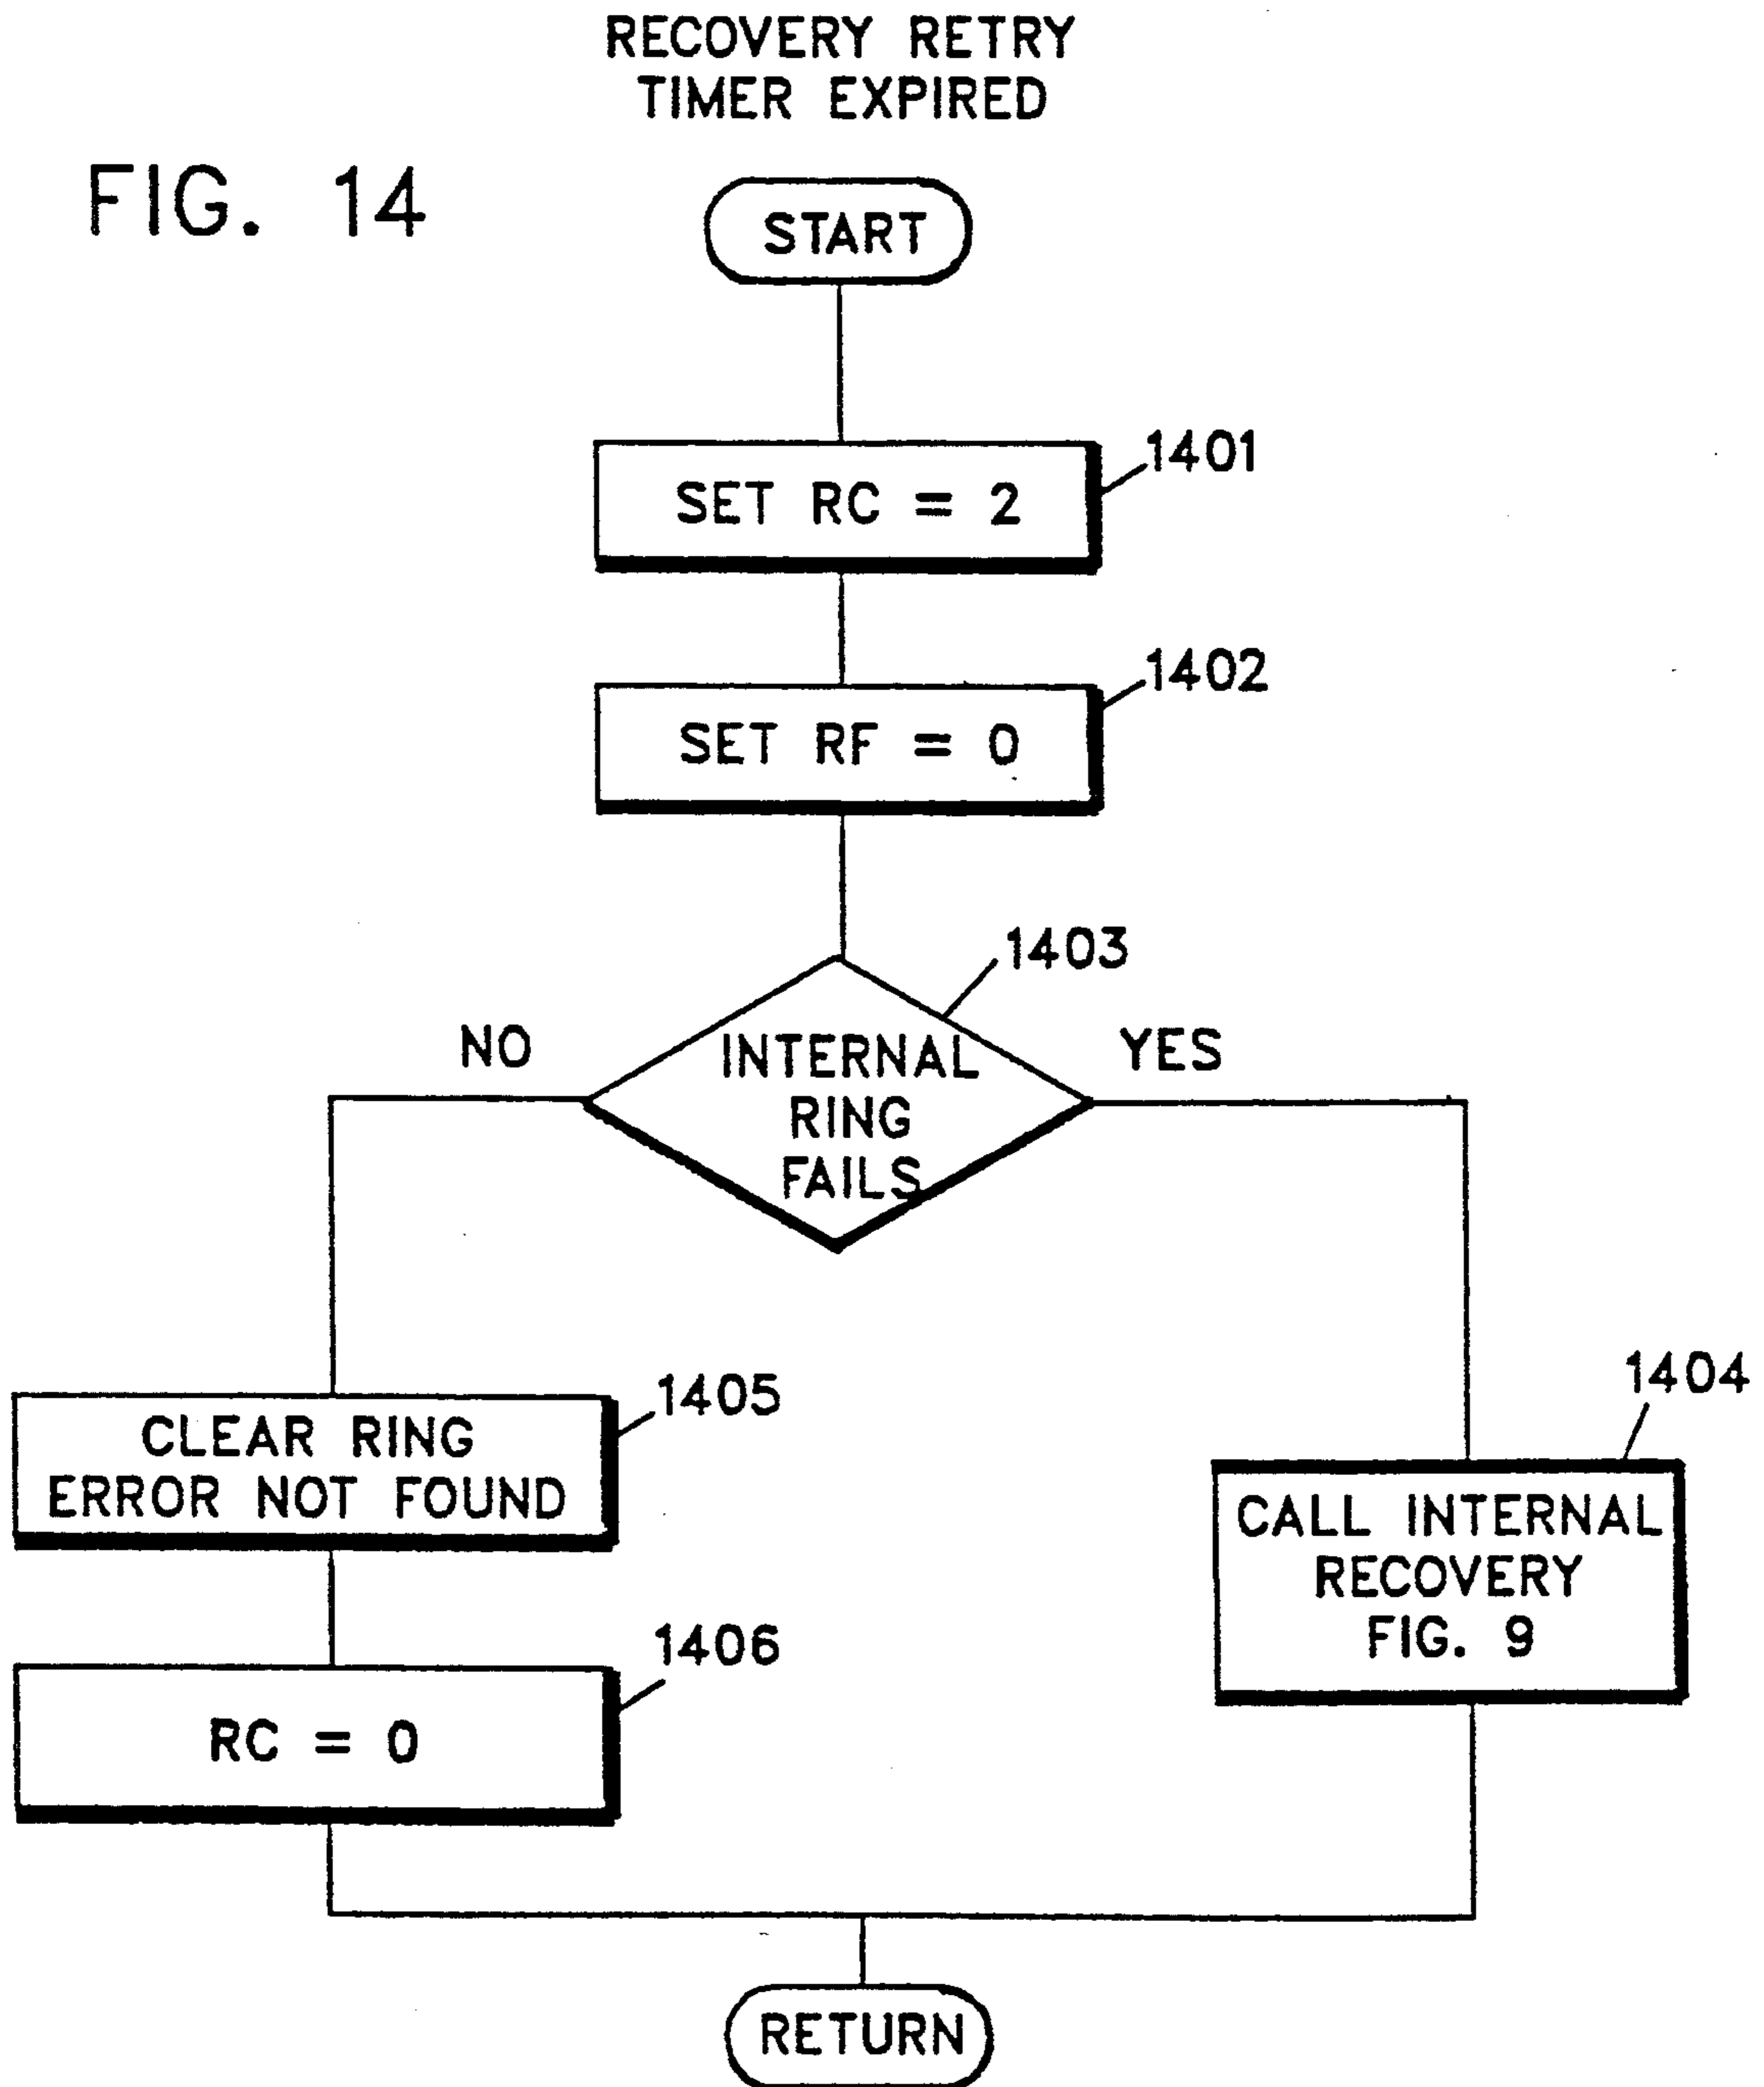 RECOVERY RETRY
TIMER EXPIRED
FIG. 14
START
1401
SET RC = 2
1402
SET RF = 0
1403
NO
YES
INTERNAL
RING
FAILS
1405
CLEAR RING
ERROR NOT FOUND
1404
CALL INTERNAL
RECOVERY
FIG. 9
1406
RC = 0
RETURN